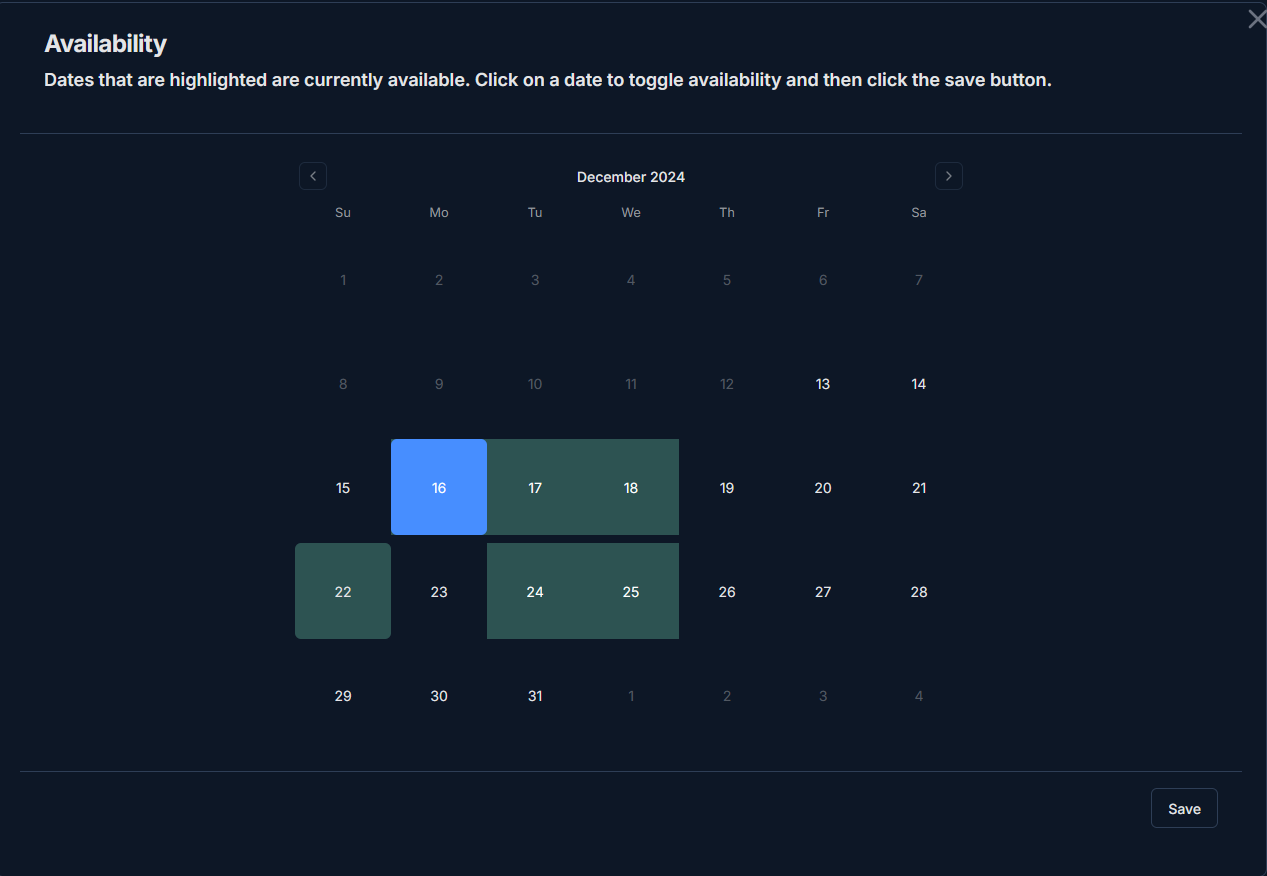 Availability
Dates that are highlighted are currently available. Click on a date to toggle availability and then click the save button.
December 2024
Su Mo Tu We Th Fr Sa
1 2 3 4 5 6 7
8 9 10 11 12 13 14
15 16 17 18 19 20 21
22 23 24 25 26 27 28
29 30 31 1 2 3 4
Save